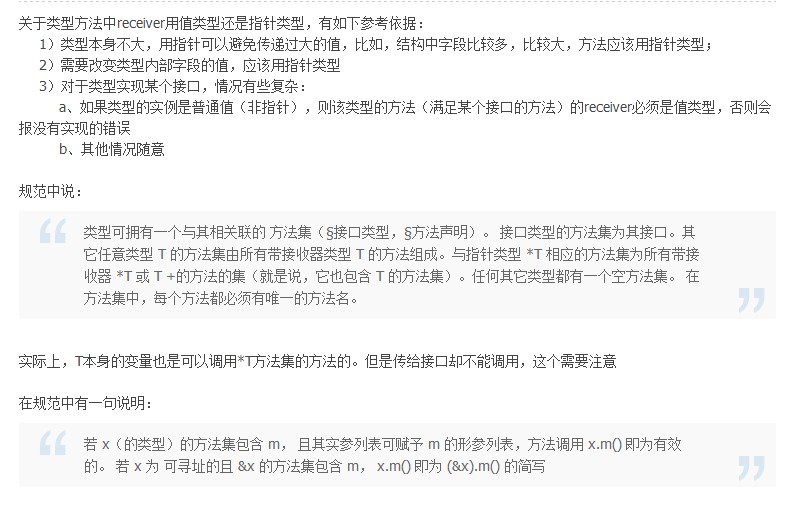 关于类型方法中receiver用值类型还是指针类型，有如下参考依据：
1）类型本身不大，用指针可以避免传递过大的值，比如，结构中字段比较多，比较大，方法应该用指针类型；
2）需要改变类型内部字段的值，应该用指针类型
3）对于类型实现某个接口，情况有些复杂：
a、如果类型的实例是普通值（非指针），则该类型的方法（满足某个接口的方法）的receiver必须是值类型，否则会
报没有实现的错误
b、其他情况随意
规范中说：
类型可拥有一个与其相关联的 方法集（§接口类型，§方法声明）。 接口类型的方法集为其接口。其
它任意类型 T 的方法集由所有带接收器类型 T 的方法组成。与指针类型 *T 相应的方法集为所有带接
收器 *T 或 T +的方法的集（就是说，它也包含 T 的方法集）。任何其它类型都有一个空方法集。 在
方法集中，每个方法都必须有唯一的方法名。
实际上，T本身的变量也是可以调用*T方法集的方法的。但是传给接口却不能调用，这个需要注意
在规范中有一句说明：
若 x（的类型）的方法集包含 m， 且其实参列表可赋予 m 的形参列表，方法调用 x.m() 即为有效
的。 若 x 为 可寻址的且 &x 的方法集包含 m， x.m() 即为 (&x).m() 的简写